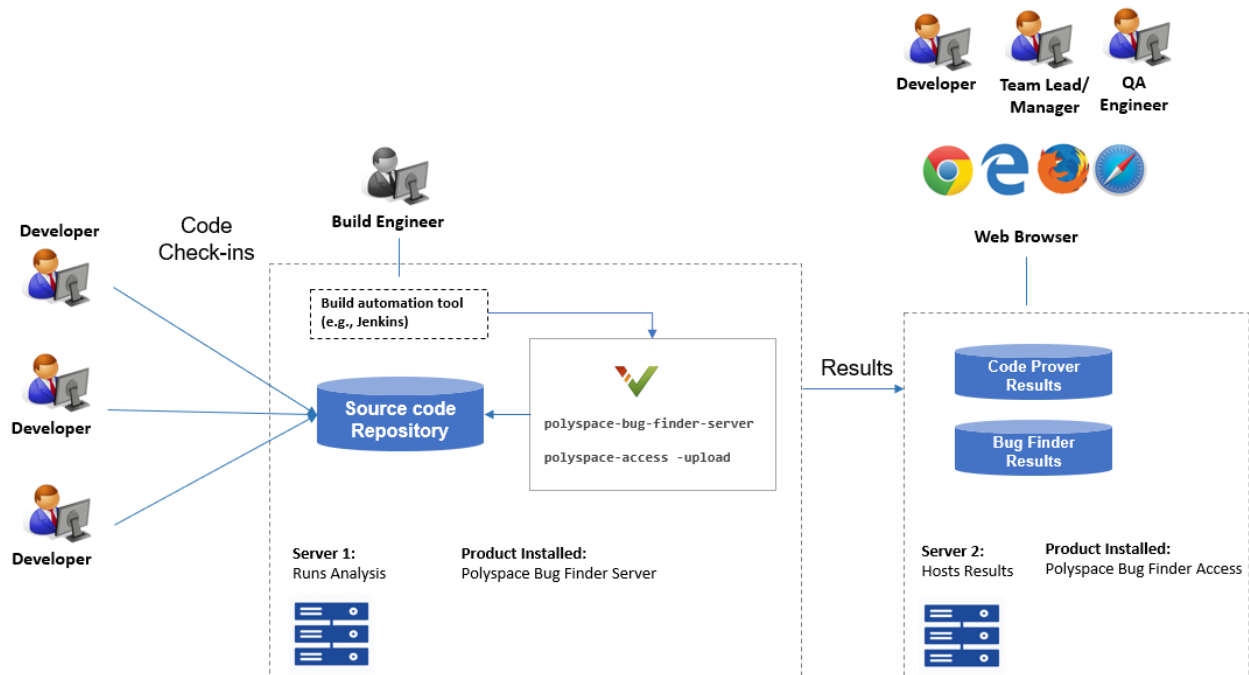 Developer
Team Lead/
Manager
QA
Engineer
Web Browser
Build Engineer
Code
Check-ins
Developer
Developer
Developer
Build automation tool
(e.g., Jenkins)
Source code
Repository
polyspace-bug-finder-server
polyspace-access -upload
Results
Code Prover
Results
Bug Finder
Results
Server 1:
Runs Analysis
Product Installed:
Polyspace Bug Finder Server
Server 2:
Hosts Results
Product Installed:
Polyspace Bug Finder Access